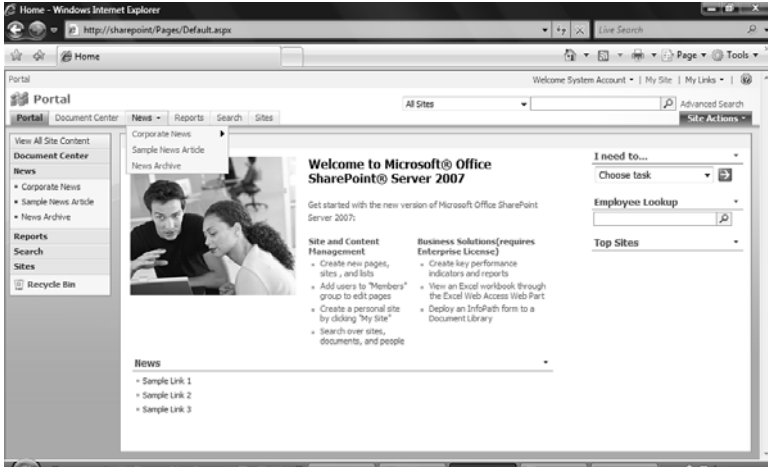 Home - Windows Internet Explorer
http://sharepoint/Pages/Default.aspx
Live Search
Home
Page
Tools
Portal
Welcome System Account | My Site | My Links
Portal
All Sites
Advanced Search
Portal Document Center News Reports Search Sites
Site Actions
View All Site Content
Document Center
News
Corporate News
Sample News Article
News Archive
Reports
Search
Sites
Recycle Bin
Corporate News
Sample News Article
News Archive
Welcome to Microsoft® Office
SharePoint® Server 2007
Get started with the new version of Microsoft Office SharePoint
Server 2007:
Site and Content
Management
Create new pages,
sites , and lists
Add users to "Members"
group to edit pages
Create a personal site
by clicking "My Site"
Search over sites,
documents, and people
Business Solutions(requires
Enterprise License)
Create key performance
indicators and reports
View an Excel workbook through
the Excel Web Access Web Part
Deploy an InfoPath form to a
Document Library
News
Sample Link 1
Sample Link 2
Sample Link 3
I need to...
Choose task
Employee Lookup
Top Sites